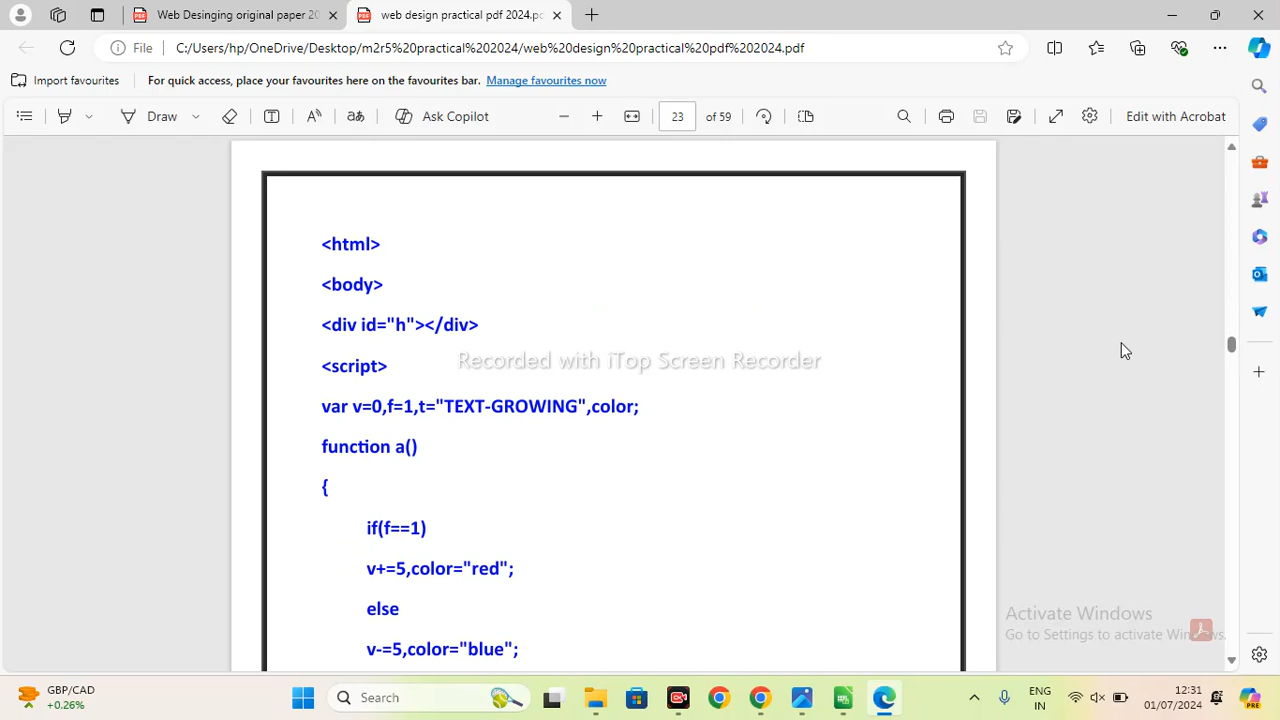 Web Desinging original paper 20
web design practical pdf 2024.pd
File
C:/Users/hp/OneDrive/Desktop/m2r5%20practical%202024/web%20design%20practical%20pdf%202024.pdf
Import favourites
For quick access, place your favourites here on the favourites bar. Manage favourites now
Draw
aあ
Ask Copilot
23 of 59
Edit with Acrobat
<html>
<body>
<div id="h"></div>
<script>
Recorded with iTop Screen Recorder
var v=0,f=1,t="TEXT-GROWING",color;
function a()
{
if(f==1)
v+=5,color="red";
else
v-=5,color="blue";
Activate Windows
Go to Settings to activate Windows.
GBP/CAD
+0.26%
Search
ENG
IN
12:31
01/07/2024
PRE